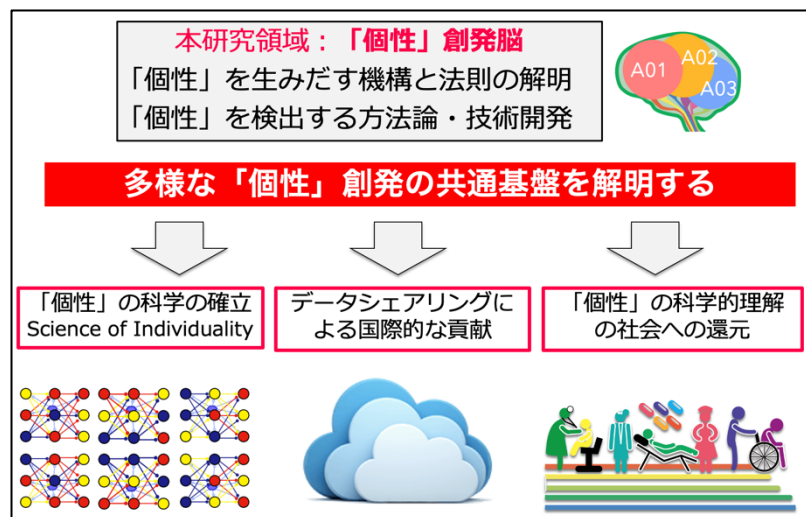 本研究領域：「個性」創発脳
「個性」を生みだす機構と法則の解明
「個性」を検出する方法論・技術開発
A01
A02
A03
多様な「個性」創発の共通基盤を解明する
「個性」の科学の確立
Science of Individuality
データシェアリングに
よる国際的な貢献
「個性」の科学的理解
の社会への還元